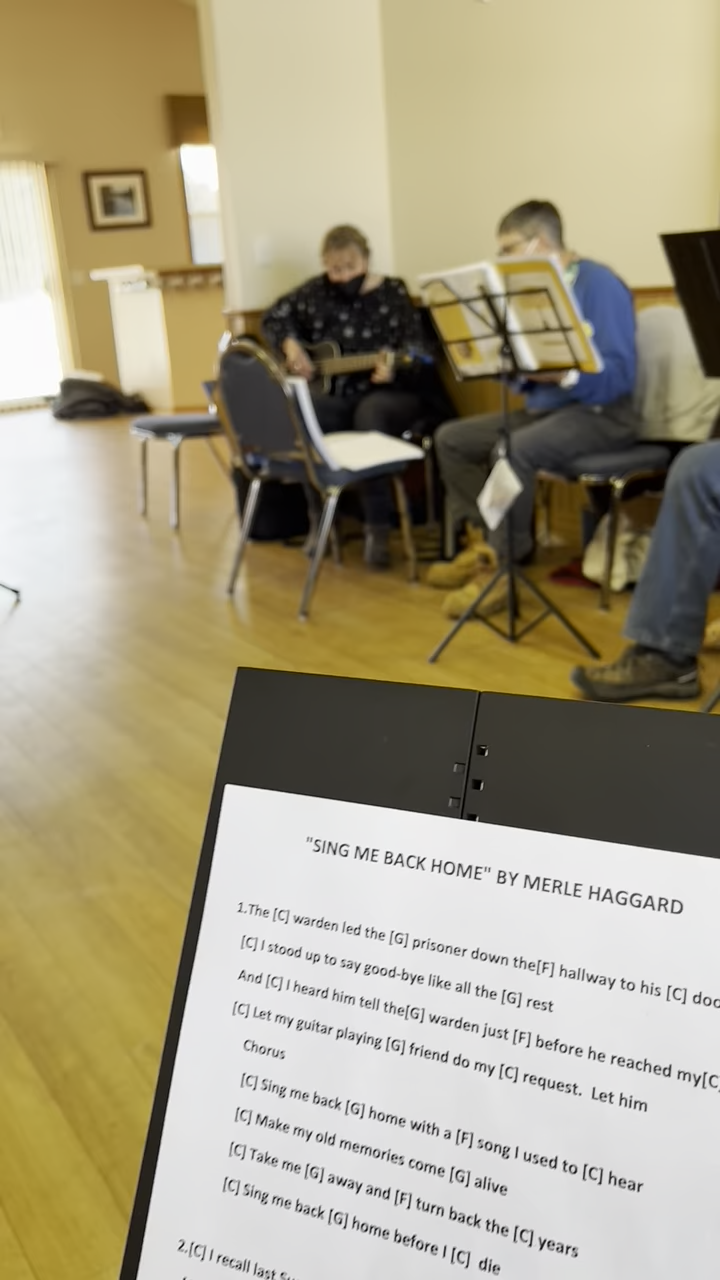 "SING ME BACK HOME" BY MERLE HAGGARD
1.The [C] warden led the [G] prisoner down the[F] hallway to his [C] doo
[C] I stood up to say good-bye like all the [G] rest
And [C] I heard him tell the[G] warden just [F] before he reached my[C]
[C] Let my guitar playing [G] friend do my [C] request. Let him
Chorus
[C] Sing me back [G] home with a [F] song I used to [C] hear
[C] Make my old memories come [G] alive
[C] Take me [G] away and [F] turn back the [C] years
[C] Sing me back [G] home before I [C] die
2.[C] I recall last